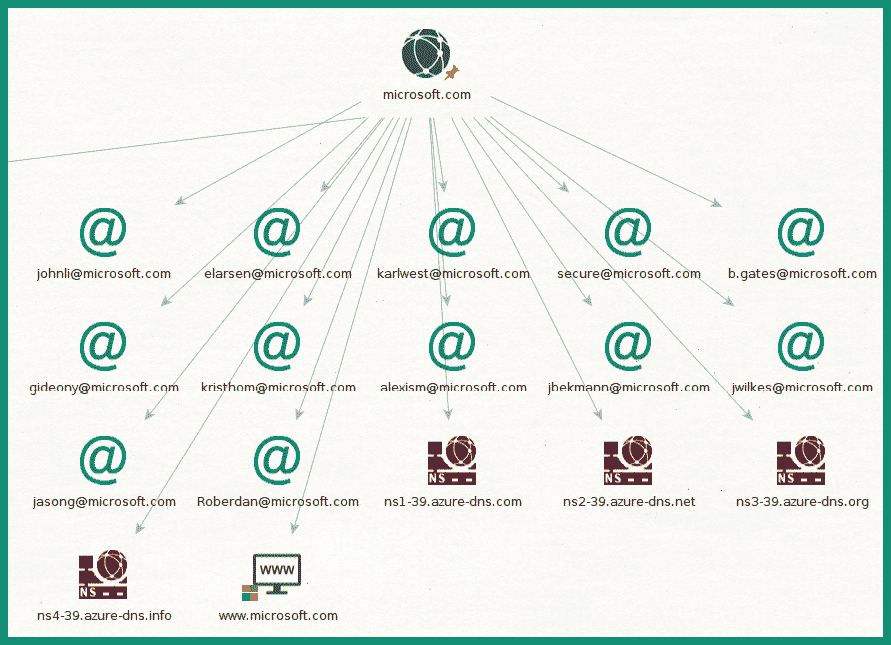 microsoft.com
johnli@microsoft.com
elarsen@microsoft.com
karlwest@microsoft.com
secure@microsoft.com
b.gates@microsoft.com
gideony@microsoft.com
kristhom@microsoft.com
alexism@microsoft.com
jbekmann@microsoft.com
jwilkes@microsoft.com
jasong@microsoft.com
Roberdan@microsoft.com
NS
ns1-39.azure-dns.com
NS
ns2-39.azure-dns.net
NS
ns3-39.azure-dns.org
NS
ns4-39.azure-dns.info
WWW
www.microsoft.com